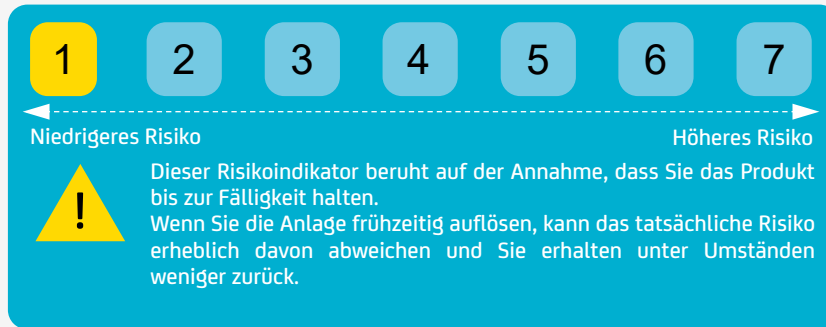 1 2 3 4 5 6 7
Niedrigeres Risiko Höheres Risiko
Dieser Risikoindikator beruht auf der Annahme, dass Sie das Produkt
bis zur Fälligkeit halten.
Wenn Sie die Anlage frühzeitig auflösen, kann das tatsächliche Risiko
erheblich davon abweichen und Sie erhalten unter Umständen
weniger zurück.
!